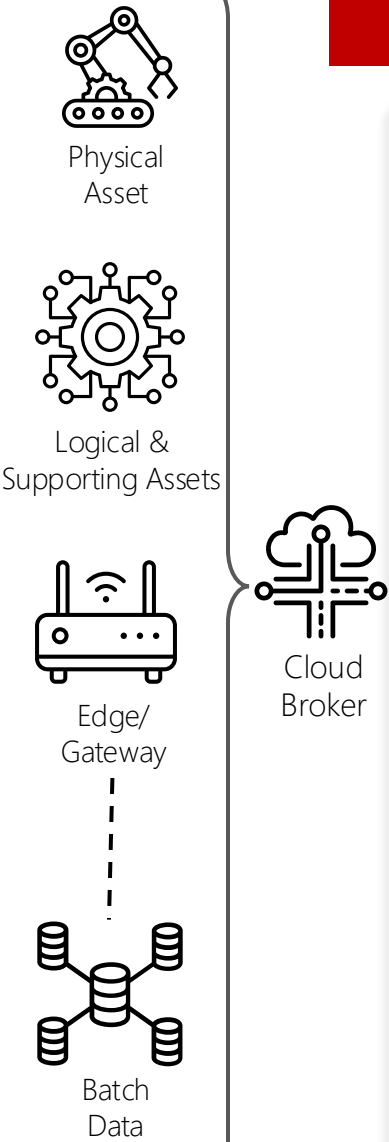 Physical
Asset
Logical &
Supporting Assets
Edge/
Gateway
Cloud
Broker
Batch
Data